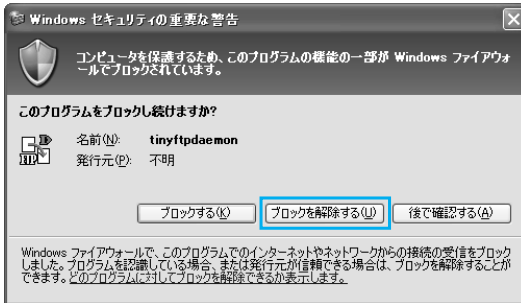 Windows セキュリティの重要な警告
コンピュータを保護するため、このプログラムの機能の一部が Windows ファイアウォ
ールでブロックされています。
このプログラムをブロックし続けますか?
名前(N): tinyftpdaemon
発行元(P): 不明
ブロックする(K) ブロックを解除する(U) 後で確認する(A)
Windows ファイアウォールで、このプログラムでのインターネットやネットワークからの接続の受信をブロック
しました。プログラムを認識している場合、または発行元が信頼できる場合は、ブロックを解除することが
できます。どのプログラムに対してブロックを解除できるか表示します。